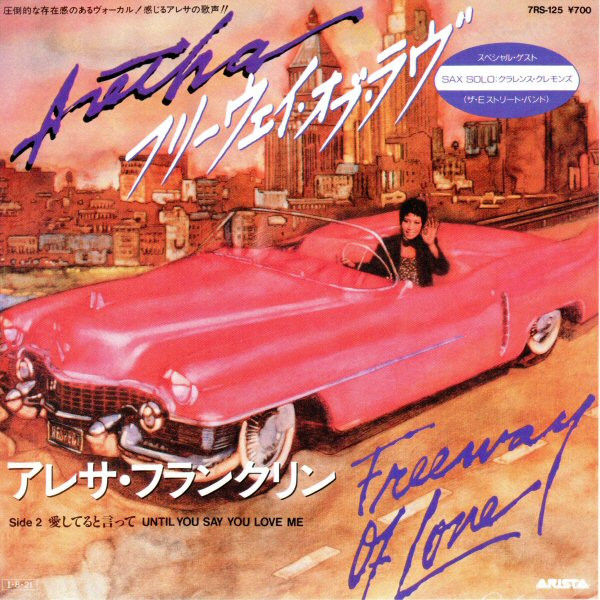 圧倒的な存在感のあるヴォーカル!感じるアレサの歌声!!
7RS-125 ¥700
Aretha
フリーウェイ・オブ・ラヴ
スペシャル・ゲスト
SAX SOLO:クラレンス・クレモンズ
(ザ・Eストリート・バンド)
アレサ・フランクリン
Freeway
Of Love
Side 2 愛してると言って UNTIL YOU SAY YOU LOVE ME
I-8-21
ARISTA